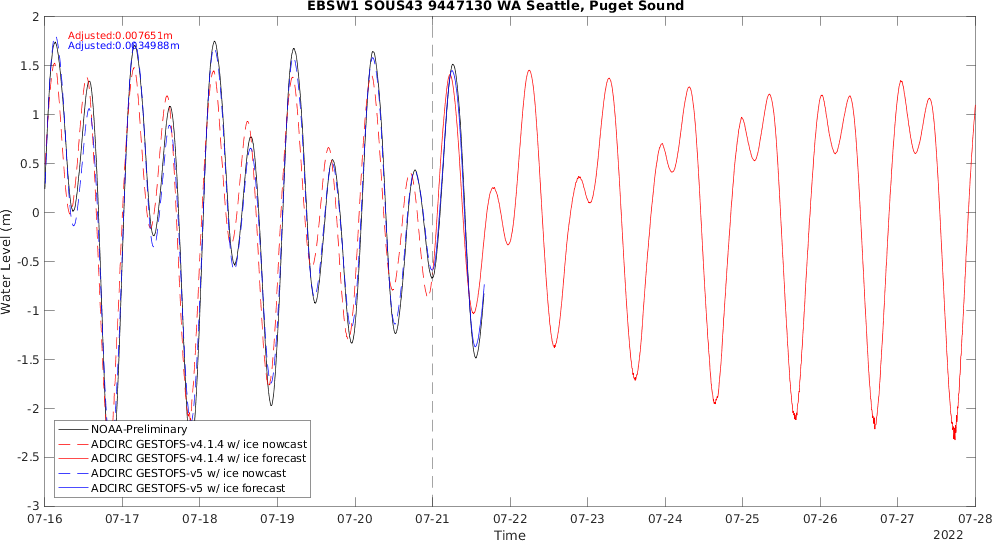 EBSW1 SOUS43 9447130 WA Seattle, Puget Sound
Adjusted:0.007651m
Adjusted:0.0034988m
2
1.5
1
0.5
0
-0.5
-1
-1.5
-2
-2.5
-3
Water Level (m)
NOAA-Preliminary
ADCIRC GESTOFS-v4.1.4 w/ ice nowcast
ADCIRC GESTOFS-v4.1.4 w/ ice forecast
ADCIRC GESTOFS-v5 w/ ice nowcast
ADCIRC GESTOFS-v5 w/ ice forecast
07-16 07-17 07-18 07-19 07-20 07-21 07-22 07-23 07-24 07-25 07-26 07-27 07-28
Time
2022